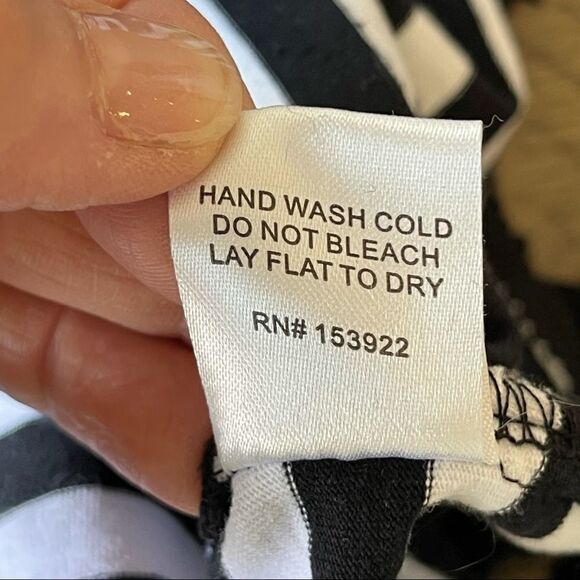 HAND WASH COLD
DO NOT BLEACH
LAY FLAT TO DRY
RN# 153922